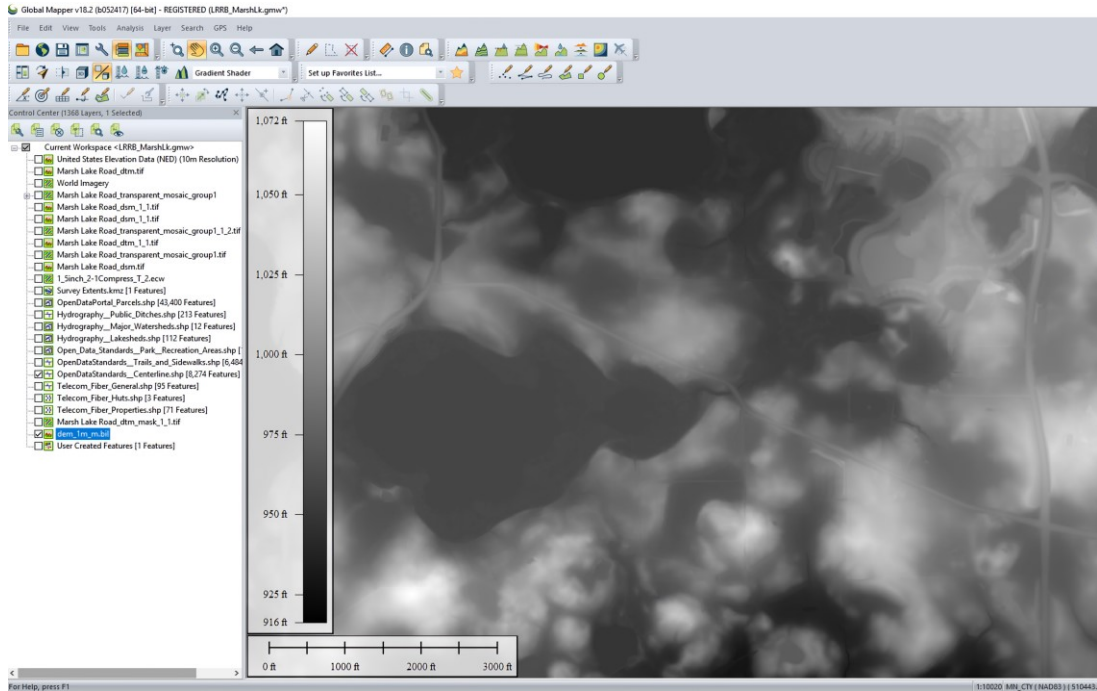 Global Mapper v18.2 (b052417) [64-bit] - REGISTERED (LRRB_MarshLk.gmw*)
File Edit View Tools Analysis Layer Search GPS Help
Gradient Shader Set up Favorites List...
Control Center (1368 Layers, 1 Selected)
Current Workspace <LRRB_MarshLk.gmw>
United States Elevation Data (NED) (10m Resolution)
Marsh Lake Road_dtm.tif
World Imagery
Marsh Lake Road_transparent_mosaic_group1
Marsh Lake Road_dsm_1_1.tif
Marsh Lake Road_dsm_1_1.tif
Marsh Lake Road_transparent_mosaic_group1_1_2.tif
Marsh Lake Road_dtm_1_1.tif
Marsh Lake Road_transparent_mosaic_group1.tif
Marsh Lake Road_dsm.tif
1_5inch_2-1Compress_T_2.ecw
Survey Extents.kmz [1 Features]
OpenDataPortal_Parcels.shp [43,400 Features]
Hydrography__Public_Ditches.shp [213 Features]
Hydrography__Major_Watersheds.shp [12 Features]
Hydrography__Lakesheds.shp [112 Features]
Open_Data_Standards__Park__Recreation_Areas.shp [
OpenDataStandards__Trails_and_Sidewalks.shp [6,484
OpenDataStandards__Centerline.shp [8,274 Features]
Telecom_Fiber_General.shp [95 Features]
Telecom_Fiber_Huts.shp [3 Features]
Telecom_Fiber_Properties.shp [71 Features]
Marsh Lake Road_dtm_mask_1_1.tif
dem_1m_m.bil
User Created Features [1 Features]
1,072 ft
1,050 ft
1,025 ft
1,000 ft
975 ft
950 ft
925 ft
916 ft
0 ft 1000 ft 2000 ft 3000 ft
For Help, press F1
1:10020 MN_CTY ( NAD83 ) ( 510443.